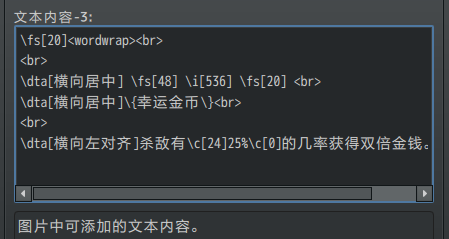 文本内容-3:
\fs[20]<wordwrap><br>
<br>
\dta[横向居中] \fs[48] \i[536] \fs[20] <br>
\dta[横向居中]\{幸运金币\}<br>
<br>
\dta[横向左对齐]杀敌有\c[24]25%\c[0]的几率获得双倍金钱。
图片中可添加的文本内容。